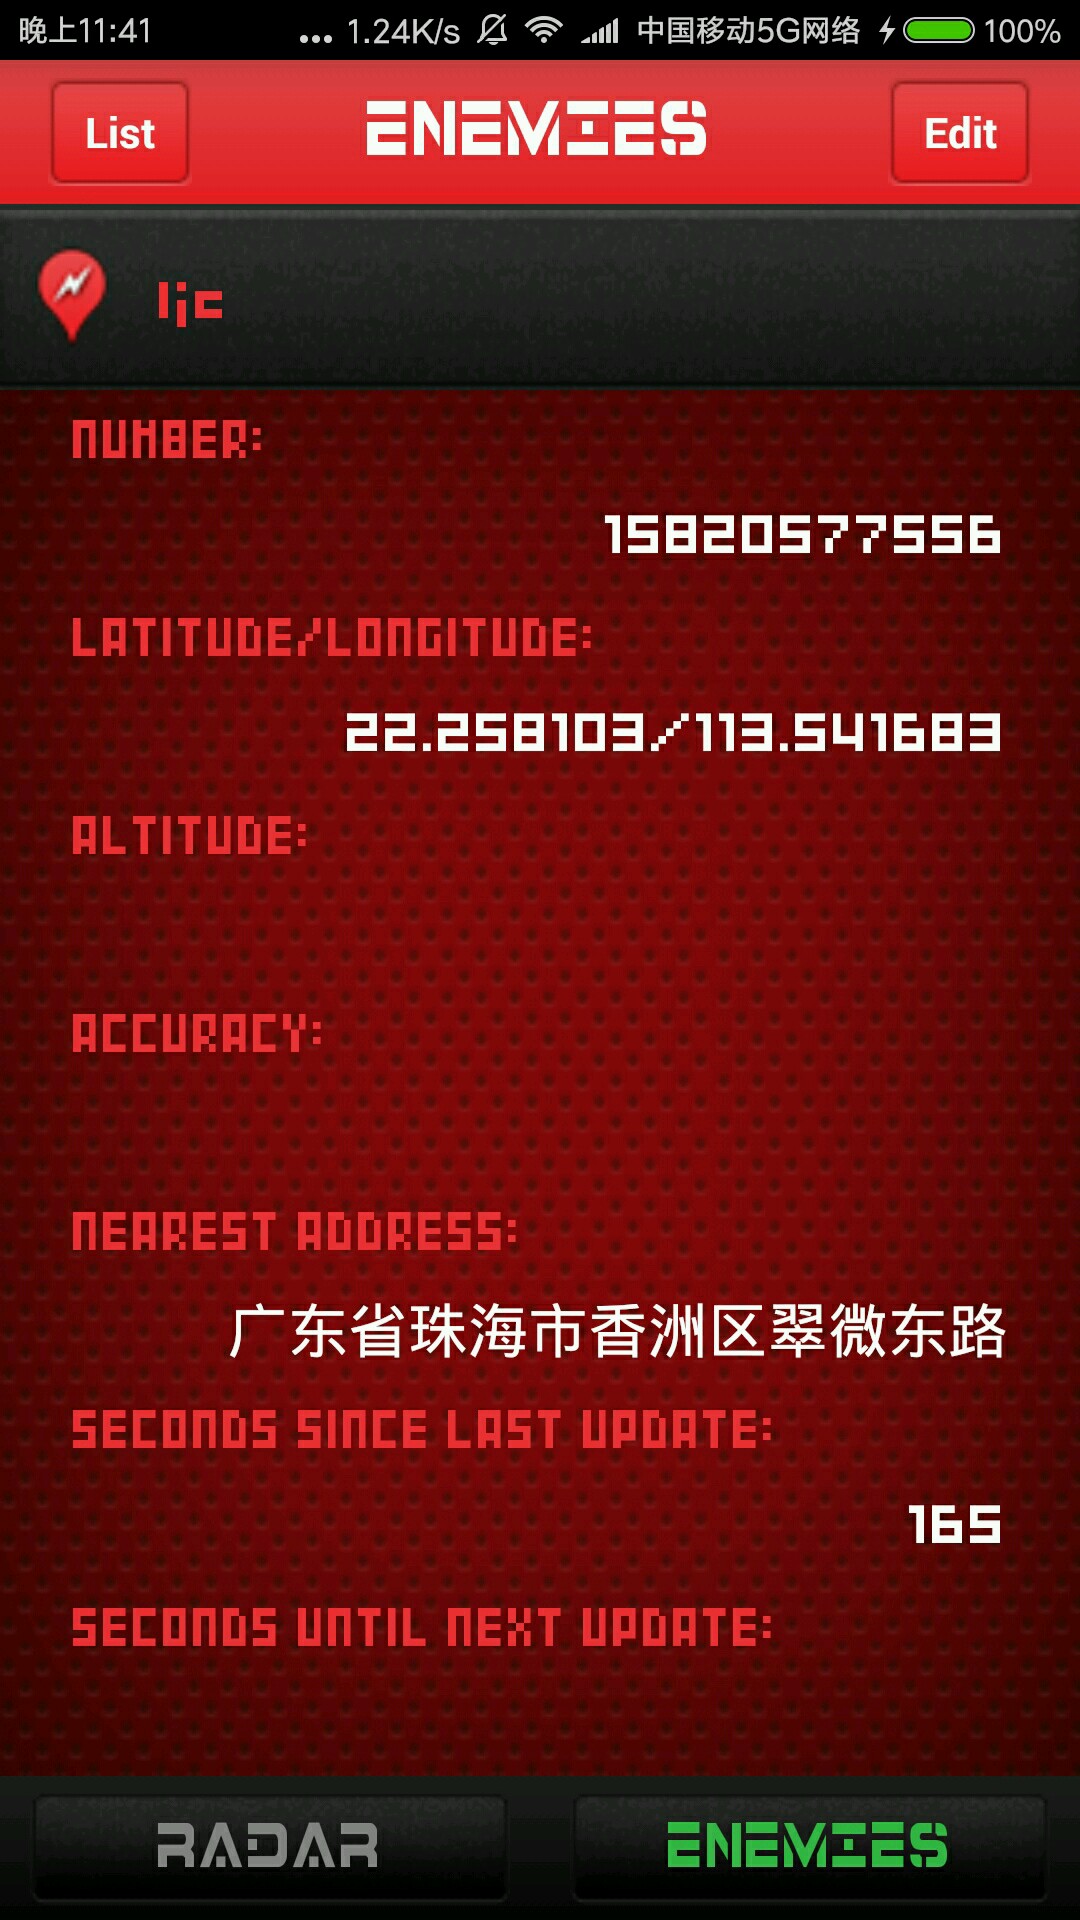 晚上11:41 ... 1.24K/s 中国移动5G网络 100%
List ENEMIES Edit
ljc
NUMBER:
15820577556
LATITUDE/LONGITUDE:
22.258103/113.541683
ALTITUDE:
ACCURACY:
NEAREST ADDRESS:
广东省珠海市香洲区翠微东路
SECONDS SINCE LAST UPDATE:
165
SECONDS UNTIL NEXT UPDATE:
RADAR ENEMIES